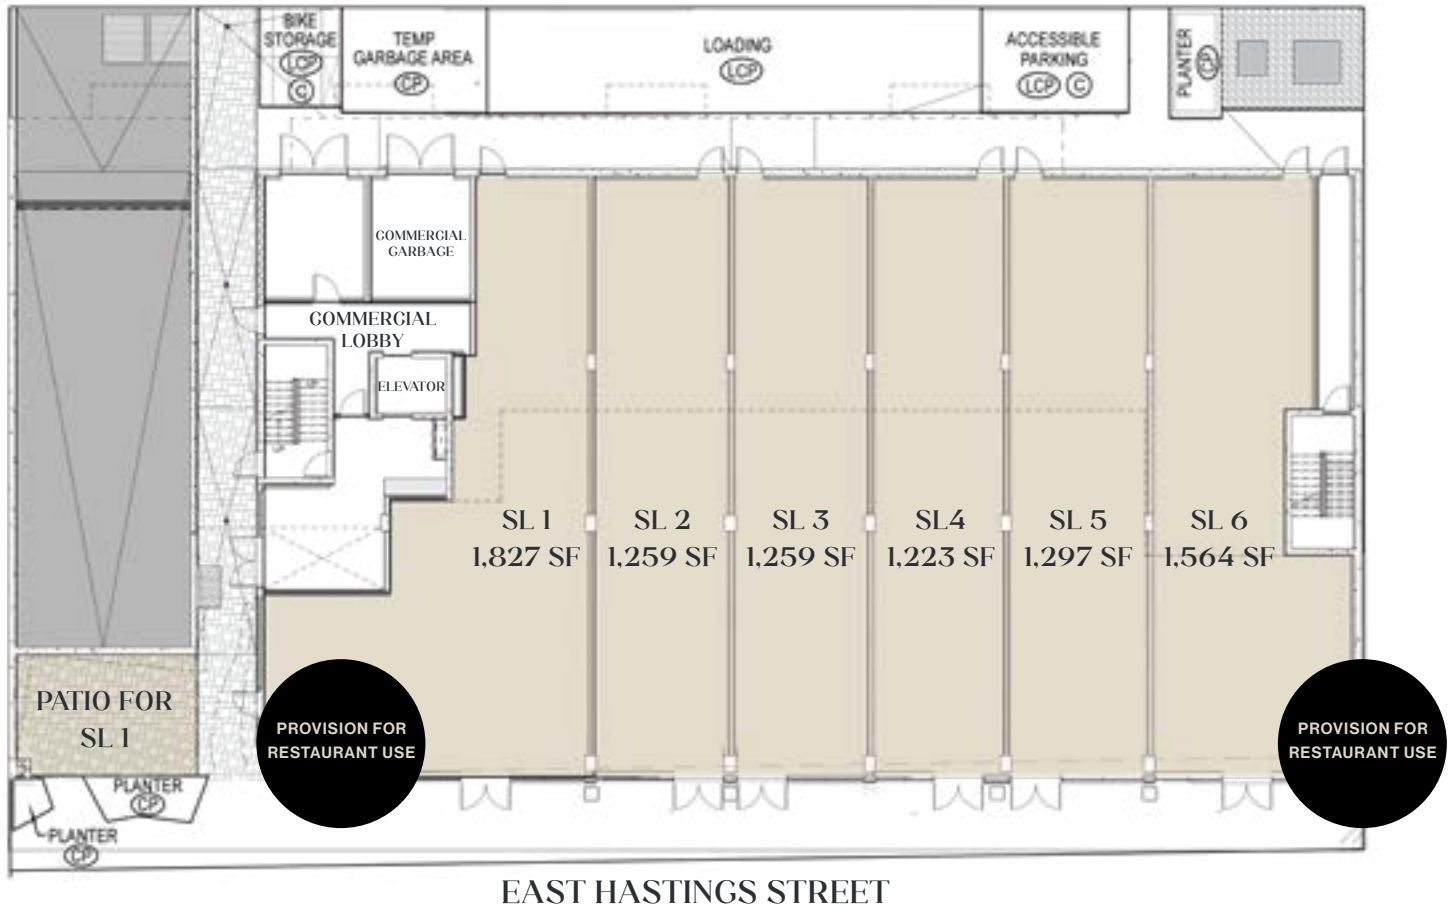 BIKE
STORAGE
LCP
C
TEMP
GARBAGE AREA
CP
LOADING
LCP
ACCESSIBLE
PARKING
LCP C
PLANTER
CP
COMMERCIAL
GARBAGE
COMMERCIAL
LOBBY
ELEVATOR
SL 1
1,827 SF
SL 2
1,259 SF
SL 3
1,259 SF
SL4
1,223 SF
SL 5
1,297 SF
SL 6
1,564 SF
PATIO FOR
SL 1
PROVISION FOR
RESTAURANT USE
PROVISION FOR
RESTAURANT USE
PLANTER
CP
PLANTER
CP
EAST HASTINGS STREET